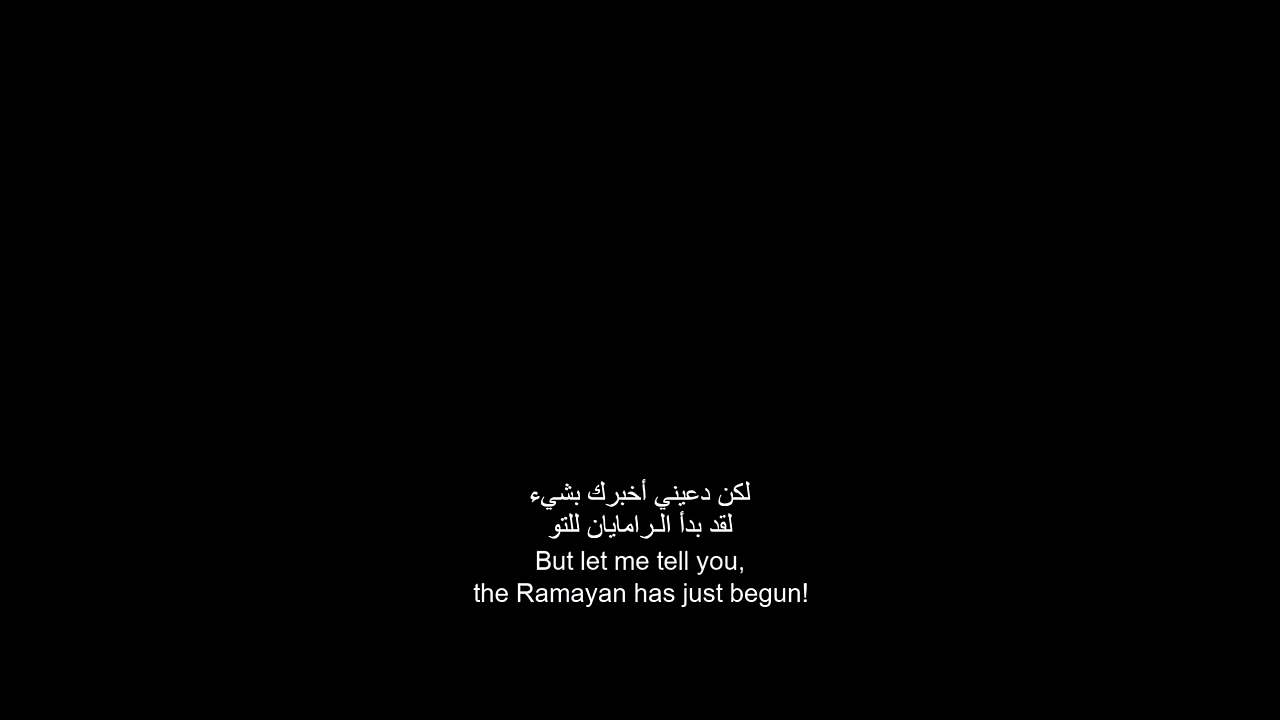 لكن دعيني أخبرك بشيء
لقد بدأ الـرامايان للتو
But let me tell you,
the Ramayan has just begun!